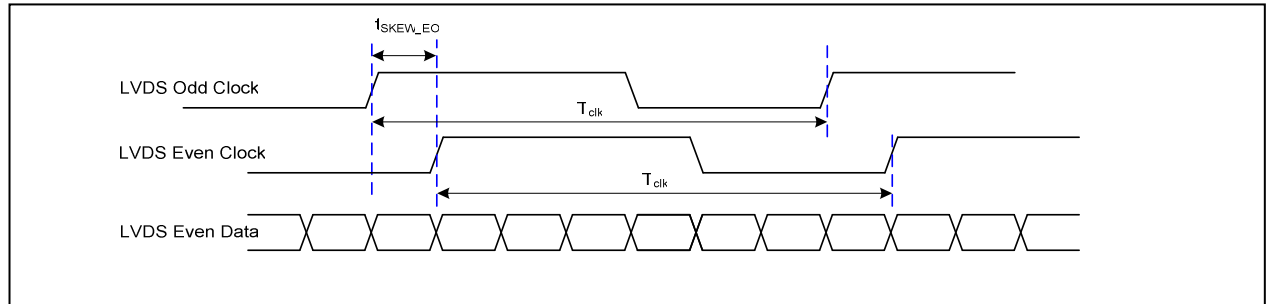 tSKEW_EO
LVDS Odd Clock
Tclk
LVDS Even Clock
Tclk
LVDS Even Data